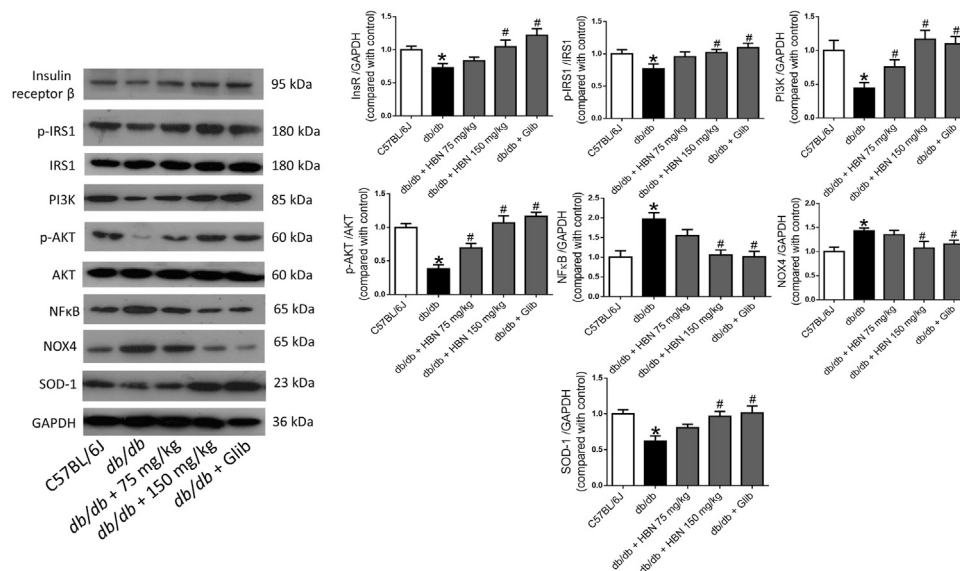 Insulin
receptor β
95 kDa
p-IRS1
180 kDa
IRS1
180 kDa
PI3K
85 kDa
p-AKT
60 kDa
AKT
60 kDa
NFκB
65 kDa
NOX4
65 kDa
SOD-1
23 kDa
GAPDH
36 kDa
C57BL/6J
db/db
db/db + 75 mg/kg
db/db + 150 mg/kg
db/db + Glib
InsR /GAPDH
(compared with control)
1.5
1.0
0.5
0.0
*
#
#
C57BL/6J
db/db
db/db + HBN 75 mg/kg
db/db + HBN 150 mg/kg
db/db + Glib
p-IRS1 /IRS1
(compared with control)
1.5
1.0
0.5
0.0
*
#
#
C57BL/6J
db/db
db/db + HBN 75 mg/kg
db/db + HBN 150 mg/kg
db/db + Glib
PI3K /GAPDH
(compared with control)
1.5
1.0
0.5
0.0
*
#
#
#
C57BL/6J
db/db
db/db + HBN 75 mg/kg
db/db + HBN 150 mg/kg
db/db + Glib
p-AKT /AKT
(compared with control)
1.5
1.0
0.5
0.0
*
#
#
#
C57BL/6J
db/db
db/db + HBN 75 mg/kg
db/db + HBN 150 mg/kg
db/db + Glib
NFκB /GAPDH
(compared with control)
2.5
2.0
1.5
1.0
0.5
0.0
*
#
#
C57BL/6J
db/db
db/db + HBN 75 mg/kg
db/db + HBN 150 mg/kg
db/db + Glib
NOX4 /GAPDH
(compared with control)
2.0
1.5
1.0
0.5
0.0
*
#
#
C57BL/6J
db/db
db/db + HBN 75 mg/kg
db/db + HBN 150 mg/kg
db/db + Glib
SOD-1 /GAPDH
(compared with control)
1.5
1.0
0.5
0.0
*
#
#
C57BL/6J
db/db
db/db + HBN 75 mg/kg
db/db + HBN 150 mg/kg
db/db + Glib